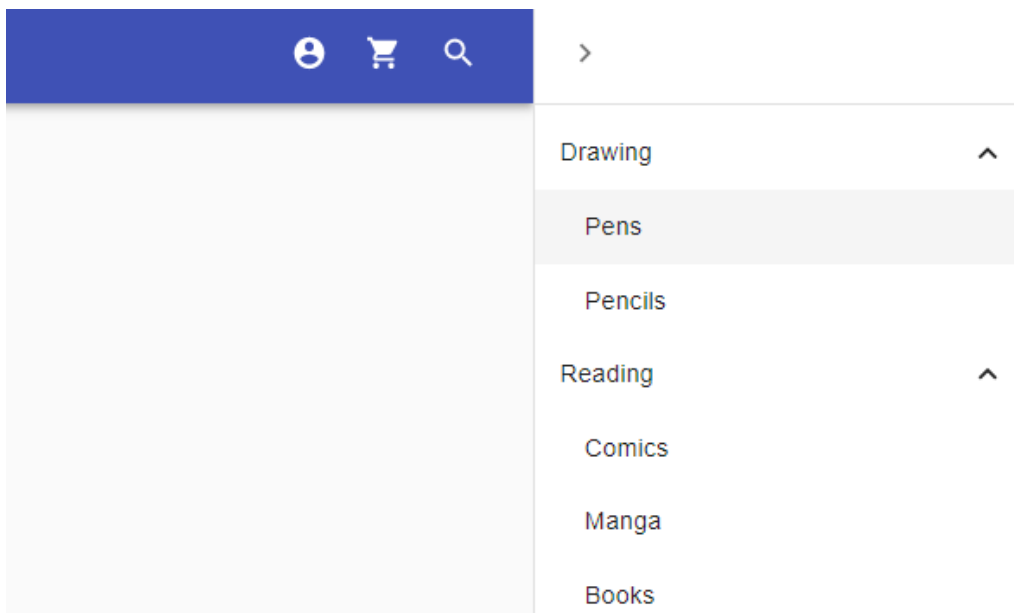 Drawing
Pens
Pencils
Reading
Comics
Manga
Books